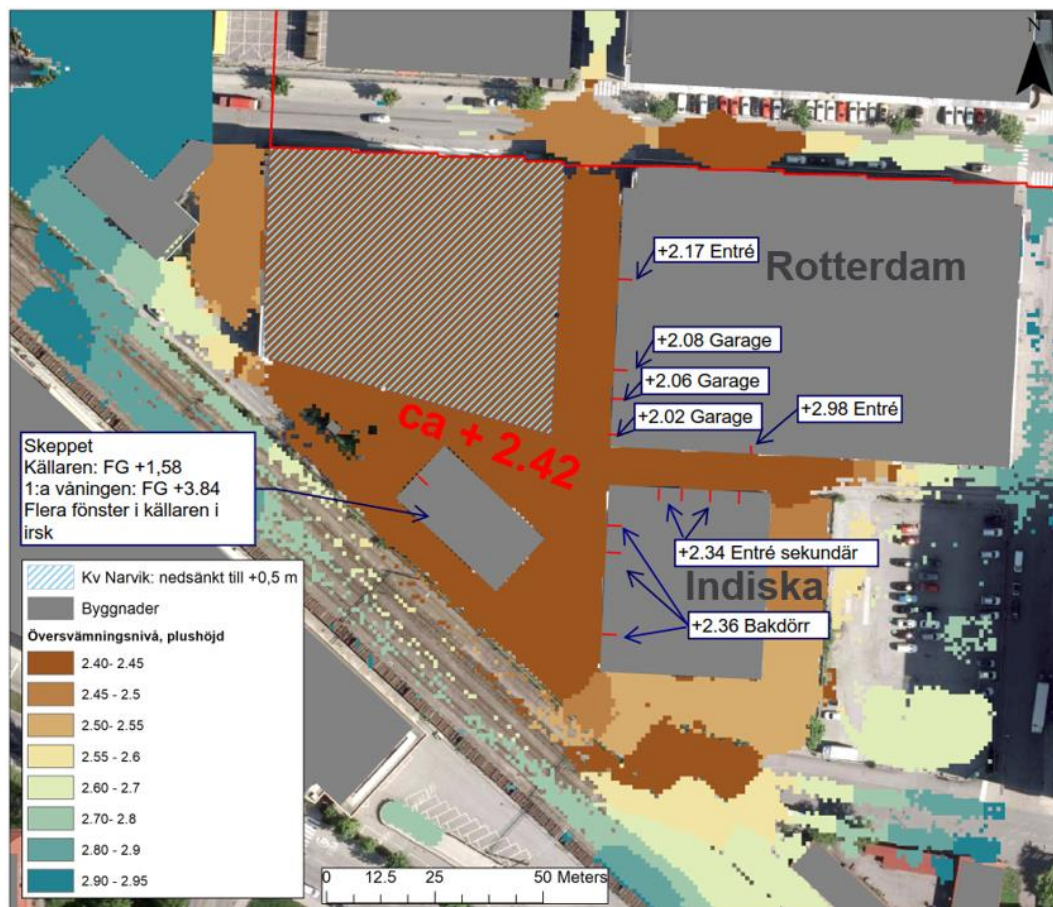 N
+2.17 Entré
Rotterdam
+2.08 Garage
+2.06 Garage
+2.02 Garage
+2.98 Entré
ca + 2.42
Skeppet
Källaren: FG +1,58
1:a våningen: FG +3.84
Flera fönster i källaren i
irsk
+2.34 Entré sekundär
Indiska
+2.36 Bakdörr
Kv Narvik: nedsänkt till +0,5 m
Byggnader
Översvämningsnivå, plushöjd
2.40- 2.45
2.45 - 2.5
2.50- 2.55
2.55 - 2.6
2.60 - 2.7
2.70- 2.8
2.80 - 2.9
2.90 - 2.95
0 12.5 25 50 Meters